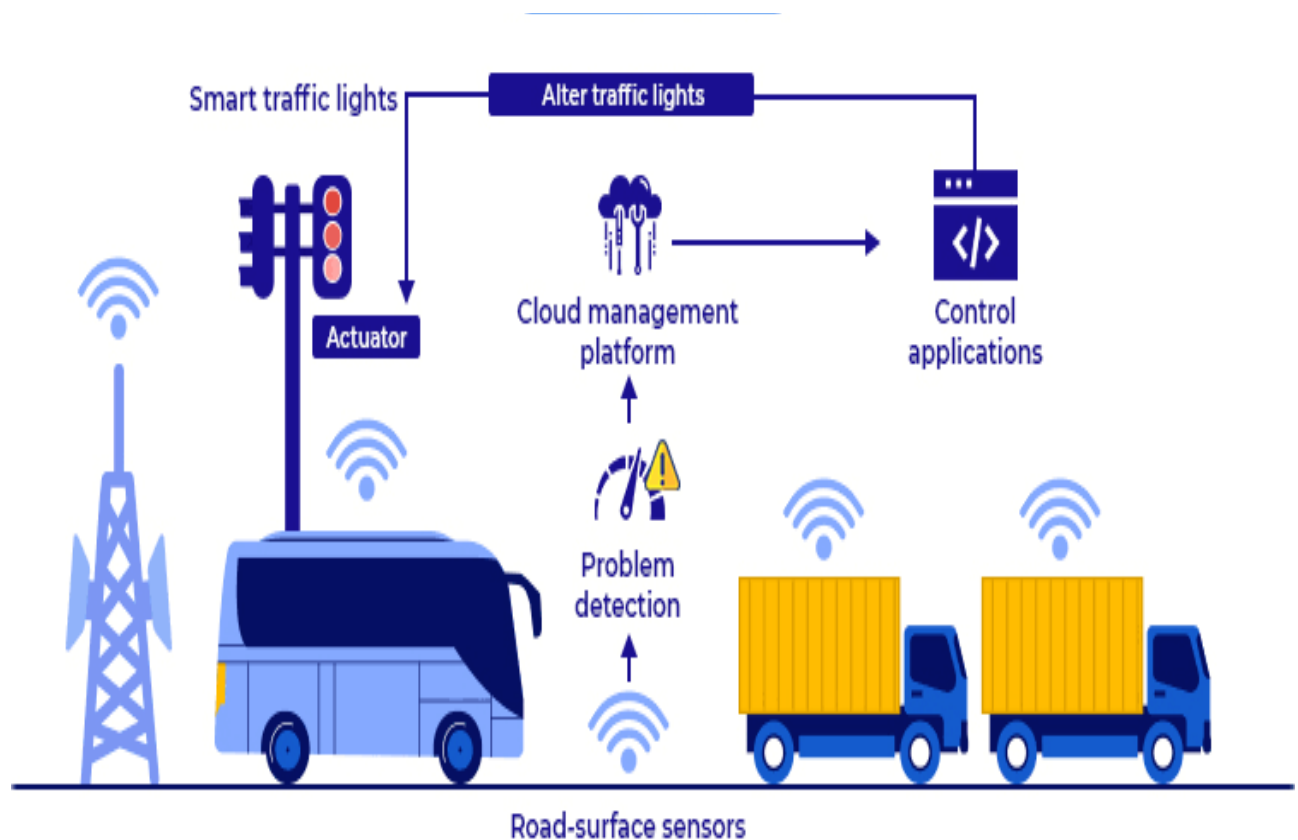 Smart traffic lights
Alter traffic lights
Actuator
Cloud management
platform
</>
Control
applications
Problem
detection
Road-surface sensors